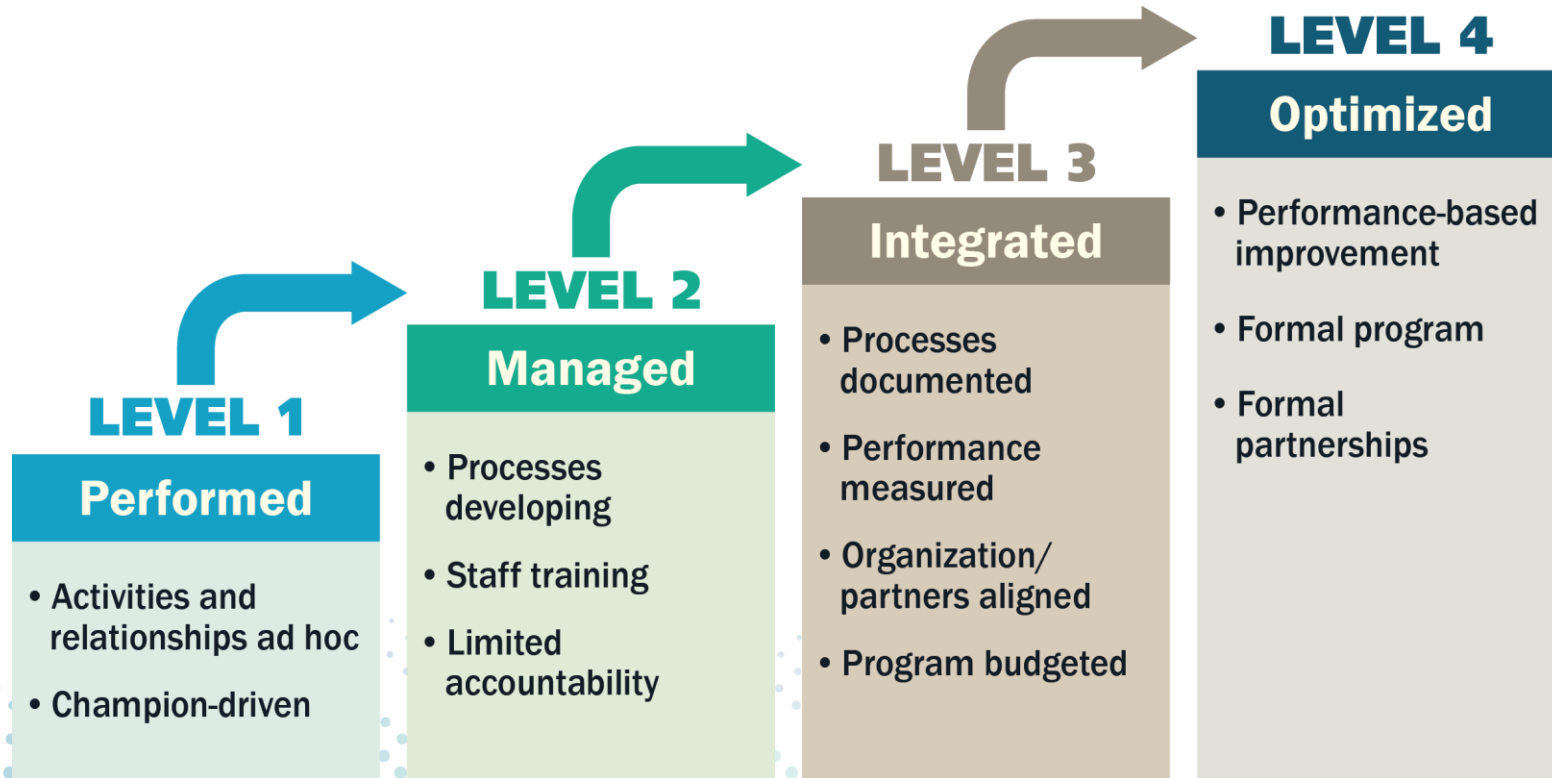 LEVEL 1
Performed
• Activities and
relationships ad hoc
• Champion-driven
LEVEL 2
Managed
• Processes
developing
• Staff training
• Limited
accountability
LEVEL 3
Integrated
• Processes
documented
• Performance
measured
• Organization/
partners aligned
• Program budgeted
LEVEL 4
Optimized
• Performance-based
improvement
• Formal program
• Formal
partnerships